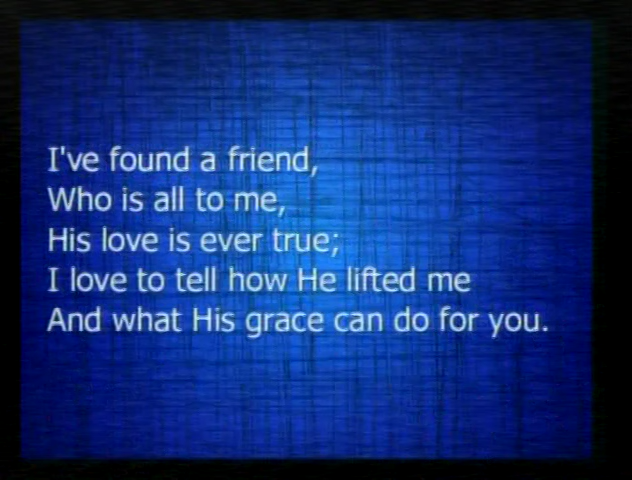 I've found a friend,
Who is all to me,
His love is ever true;
I love to tell how He lifted me
And what His grace can do for you.